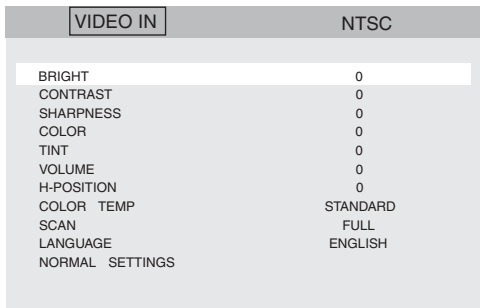 VIDEO IN NTSC
BRIGHT 0
CONTRAST 0
SHARPNESS 0
COLOR 0
TINT 0
VOLUME 0
H-POSITION 0
COLOR TEMP STANDARD
SCAN FULL
LANGUAGE ENGLISH
NORMAL SETTINGS